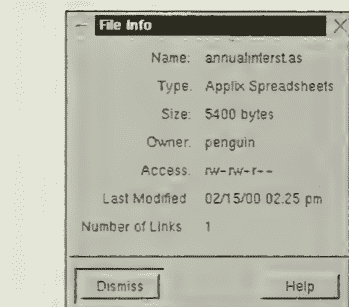 File Info
Name: annualinterst.as
Type. Applix Spreadsheets
Size: 5400 bytes
Owner. penguin
Access. rw-rw-r--
Last Modified 02/15/00 02:25 pm
Number of Links 1
Dismiss Help